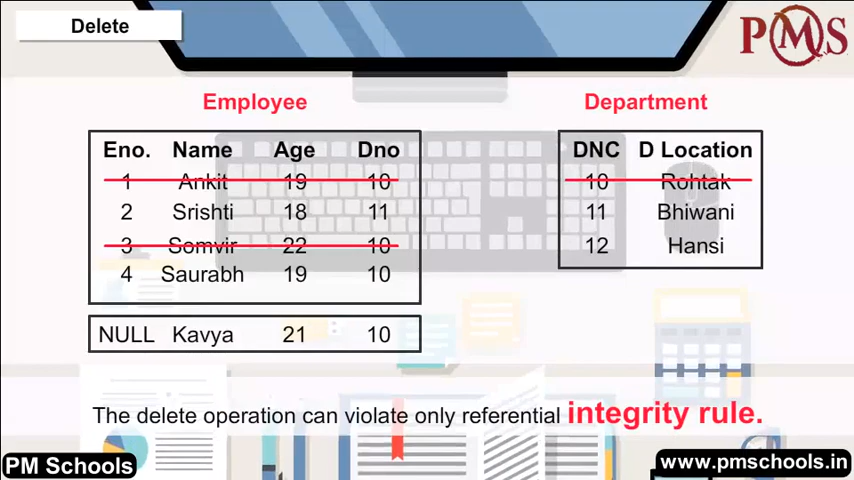 Delete
PMS
Employee
Department
Eno. Name Age Dno
1 Ankit 19 10
2 Srishti 18 11
3 Somvir 22 10
4 Saurabh 19 10
NULL Kavya 21 10
DNC D Location
10 Rohtak
11 Bhiwani
12 Hansi
The delete operation can violate only referential integrity rule.
PM Schools
www.pmschools.in